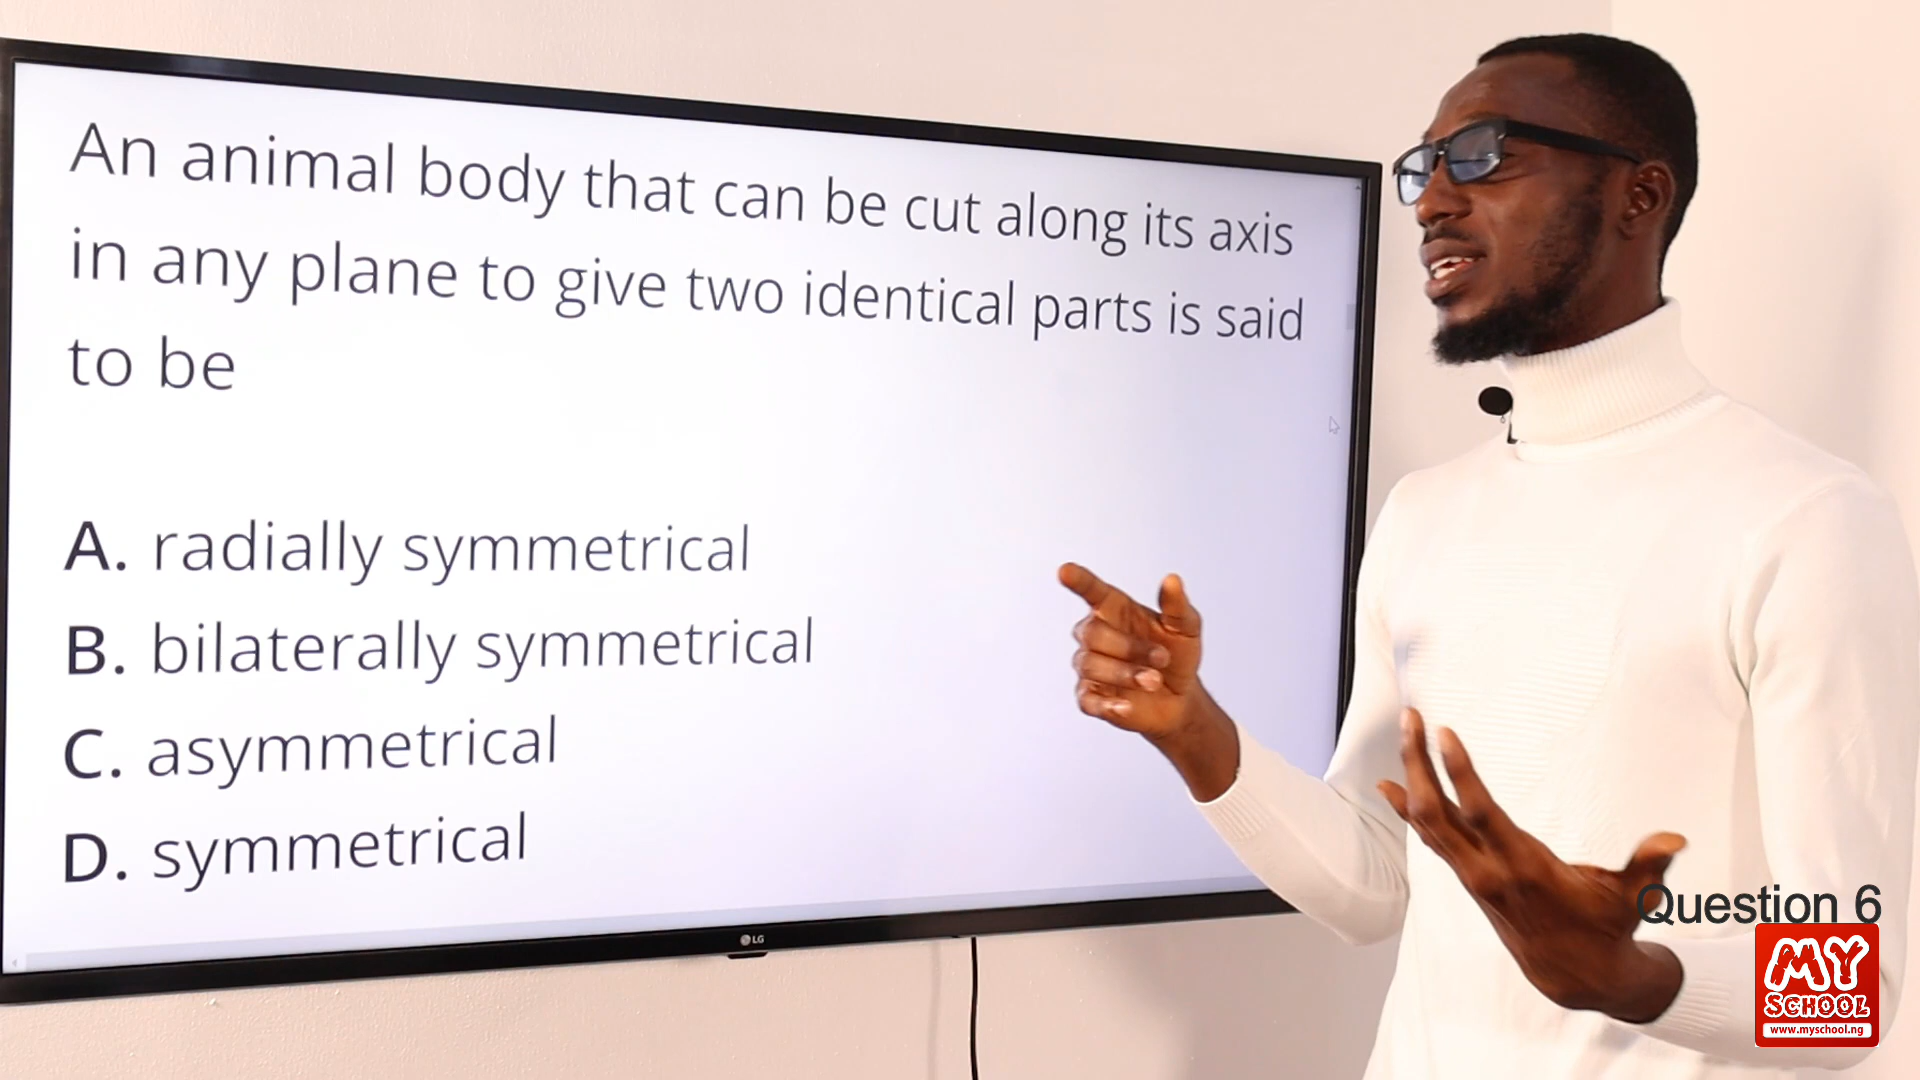 An animal body that can be cut along its axis
in any plane to give two identical parts is said
to be
A. radially symmetrical
B. bilaterally symmetrical
C. asymmetrical
D. symmetrical
LG
Question 6
MY
SCHOOL
www.myschool.ng